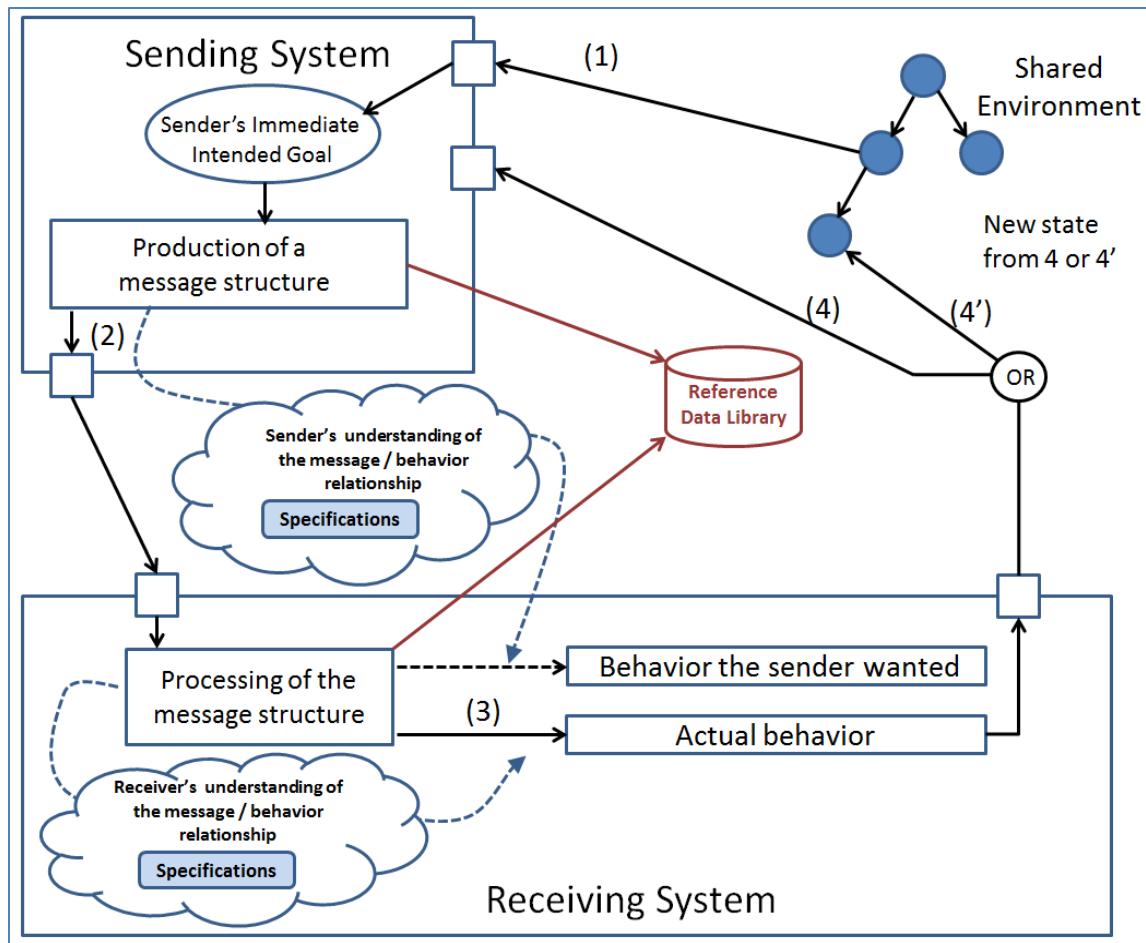 Sending System
(1)
Shared
Environment
Sender's Immediate
Intended Goal
New state
from 4 or 4'
Production of a
message structure
(2)
(4)
(4')
OR
Reference
Data Library
Sender's understanding of
the message / behavior
relationship
Specifications
Processing of the
message structure
Behavior the sender wanted
(3)
Actual behavior
Receiver's understanding of
the message / behavior
relationship
Specifications
Receiving System